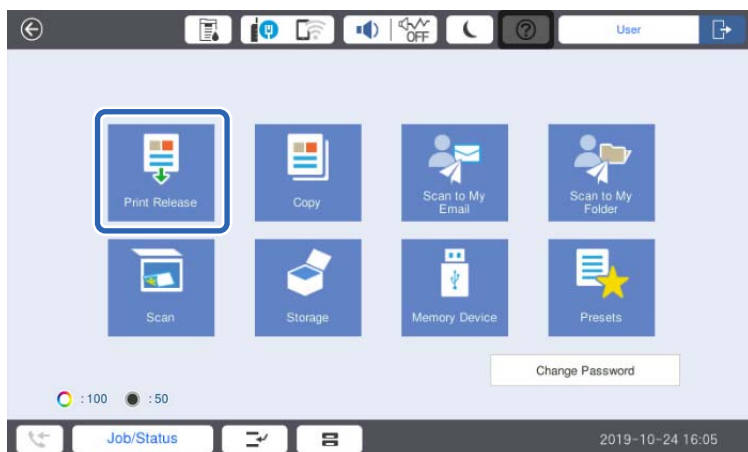 OFF
User
Print Release
Copy
Scan to My
Email
Scan to My
Folder
Scan
Storage
Memory Device
Presets
Change Password
:100
:50
Job/Status
2019-10-24 16:05